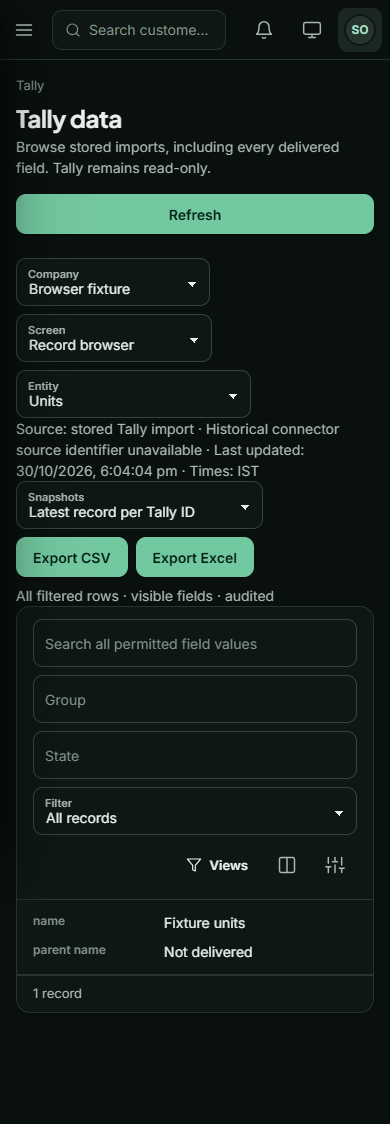 Search custome...
SO
Tally
Tally data
Browse stored imports, including every delivered
field. Tally remains read-only.
Refresh
Company
Browser fixture
Screen
Record browser
Entity
Units
Source: stored Tally import · Historical connector
source identifier unavailable · Last updated:
30/10/2026, 6:04:04 pm · Times: IST
Snapshots
Latest record per Tally ID
Export CSV
Export Excel
All filtered rows · visible fields · audited
Search all permitted field values
Group
State
Filter
All records
Views
name Fixture units
parent name Not delivered
1 record